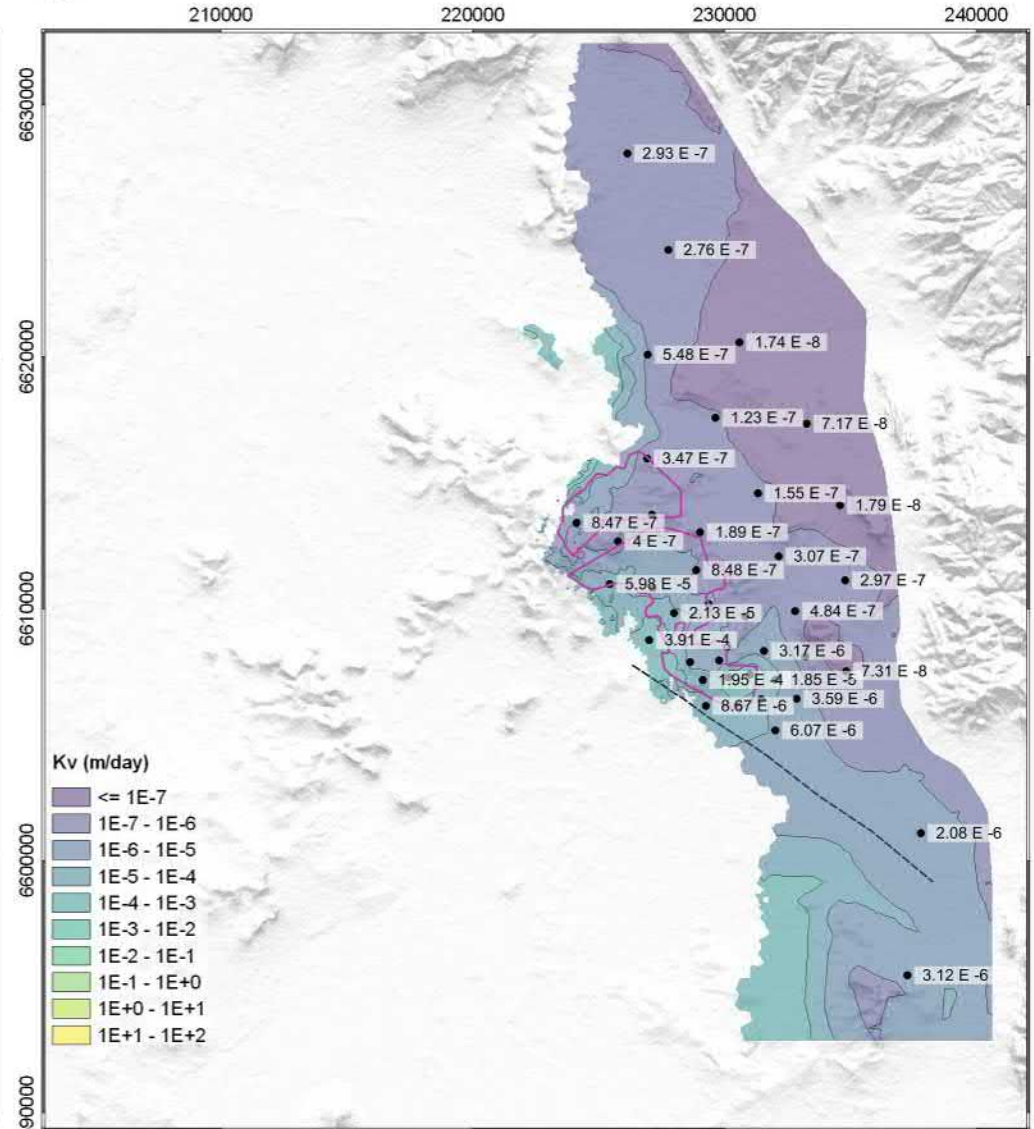 210000 220000 230000 240000
6630000
2.93 E -7
2.76 E -7
6620000
1.74 E -8
5.48 E -7
1.23 E -7
7.17 E -8
3.47 E -7
1.55 E -7
1.79 E -8
8.47 E -7
1.89 E -7
4 E -7
3.07 E -7
8.48 E -7
2.97 E -7
5.98 E -5
6610000
4.84 E -7
2.13 E -5
3.91 E -4
3.17 E -6
7.31 E -8
1.95 E -4
1.85 E -5
3.59 E -6
8.67 E -6
6.07 E -6
2.08 E -6
6600000
3.12 E -6
90000
Kv (m/day)
<= 1E-7
1E-7 - 1E-6
1E-6 - 1E-5
1E-5 - 1E-4
1E-4 - 1E-3
1E-3 - 1E-2
1E-2 - 1E-1
1E-1 - 1E+0
1E+0 - 1E+1
1E+1 - 1E+2